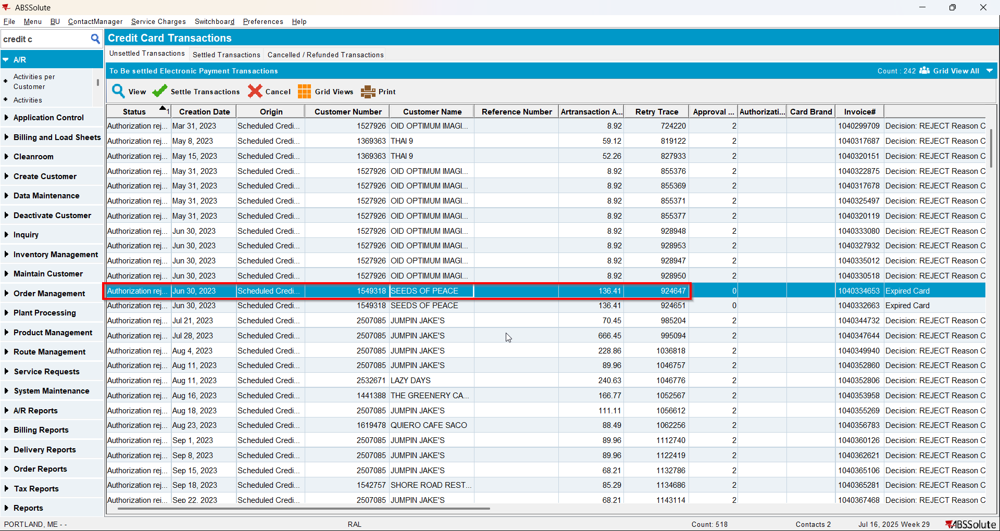 ABSSolute
File Menu BU ContactManager Service Charges Switchboard Preferences Help
credit c
Credit Card Transactions
Unsettled Transactions Settled Transactions Cancelled / Refunded Transactions
To Be settled Electronic Payment Transactions Count : 242 Grid View All
View Settle Transactions Cancel Grid Views Print
A/R
Activities per
Customer
Activities
Application Control
Billing and Load Sheets
Cleanroom
Create Customer
Data Maintenance
Deactivate Customer
Inquiry
Inventory Management
Maintain Customer
Order Management
Plant Processing
Product Management
Route Management
Service Requests
System Maintenance
A/R Reports
Billing Reports
Delivery Reports
Order Reports
Tax Reports
Reports
Status 1 Creation Date Origin Customer Number Customer Name Reference Number Artransaction A... Retry Trace Approval ... Authorizati... Card Brand Invoice#
Authorization rej... Mar 31, 2023 Scheduled Credi... 1527926 OID OPTIMUM IMAGI... 8.92 724220 2 1040299709 Decision: REJECT Reason C
Authorization rej... May 8, 2023 Scheduled Credi... 1369363 THAI 9 59.12 819122 2 1040317687 Decision: REJECT Reason C
Authorization rej... May 15, 2023 Scheduled Credi... 1369363 THAI 9 52.26 827933 2 1040320151 Decision: REJECT Reason C
Authorization rej... May 31, 2023 Scheduled Credi... 1527926 OID OPTIMUM IMAGI... 8.92 855376 2 1040322875 Decision: REJECT Reason C
Authorization rej... May 31, 2023 Scheduled Credi... 1527926 OID OPTIMUM IMAGI... 8.92 855369 2 1040317678 Decision: REJECT Reason C
Authorization rej... May 31, 2023 Scheduled Credi... 1527926 OID OPTIMUM IMAGI... 8.92 855371 2 1040325497 Decision: REJECT Reason C
Authorization rej... May 31, 2023 Scheduled Credi... 1527926 OID OPTIMUM IMAGI... 8.92 855377 2 1040320119 Decision: REJECT Reason C
Authorization rej... Jun 30, 2023 Scheduled Credi... 1527926 OID OPTIMUM IMAGI... 8.92 928948 2 1040333080 Decision: REJECT Reason C
Authorization rej... Jun 30, 2023 Scheduled Credi... 1527926 OID OPTIMUM IMAGI... 8.92 928953 2 1040327932 Decision: REJECT Reason C
Authorization rej... Jun 30, 2023 Scheduled Credi... 1527926 OID OPTIMUM IMAGI... 8.92 928947 2 1040335012 Decision: REJECT Reason C
Authorization rej... Jun 30, 2023 Scheduled Credi... 1527926 OID OPTIMUM IMAGI... 8.92 928950 2 1040330518 Decision: REJECT Reason C
Authorization rej... Jun 30, 2023 Scheduled Credi... 1549318 SEEDS OF PEACE 136.41 924647 0 1040334653 Expired Card
Authorization rej... Jun 30, 2023 Scheduled Credi... 1549318 SEEDS OF PEACE 136.41 924651 0 1040332663 Expired Card
Authorization rej... Jul 21, 2023 Scheduled Credi... 2507085 JUMPIN JAKE'S 70.45 985204 2 1040344732 Decision: REJECT Reason C
Authorization rej... Jul 28, 2023 Scheduled Credi... 2507085 JUMPIN JAKE'S 666.45 995094 2 1040347644 Decision: REJECT Reason C
Authorization rej... Aug 4, 2023 Scheduled Credi... 2507085 JUMPIN JAKE'S 228.86 1036818 2 1040349940 Decision: REJECT Reason C
Authorization rej... Aug 11, 2023 Scheduled Credi... 2507085 JUMPIN JAKE'S 89.96 1046757 2 1040352860 Decision: REJECT Reason C
Authorization rej... Aug 11, 2023 Scheduled Credi... 2532671 LAZY DAYS 240.63 1046776 2 1040352806 Decision: REJECT Reason C
Authorization rej... Aug 16, 2023 Scheduled Credi... 1441388 THE GREENERY CA... 166.77 1052567 2 1040353958 Decision: REJECT Reason C
Authorization rej... Aug 18, 2023 Scheduled Credi... 2507085 JUMPIN JAKE'S 111.11 1056612 2 1040355269 Decision: REJECT Reason C
Authorization rej... Aug 23, 2023 Scheduled Credi... 1619478 QUIERO CAFE SACO 88.49 1062256 2 1040356783 Decision: REJECT Reason C
Authorization rej... Sep 1, 2023 Scheduled Credi... 2507085 JUMPIN JAKE'S 89.96 1112740 2 1040360126 Decision: REJECT Reason C
Authorization rej... Sep 8, 2023 Scheduled Credi... 2507085 JUMPIN JAKE'S 89.96 1122419 2 1040362621 Decision: REJECT Reason C
Authorization rej... Sep 15, 2023 Scheduled Credi... 2507085 JUMPIN JAKE'S 68.21 1132786 2 1040365106 Decision: REJECT Reason C
Authorization rej... Sep 18, 2023 Scheduled Credi... 1542757 SHORE ROAD REST... 85.29 1134686 2 1040365281 Decision: REJECT Reason C
Authorization rej... Sep 22, 2023 Scheduled Credi... 2507085 JUMPIN JAKE'S 68.21 1143114 2 1040367468 Decision: REJECT Reason C
PORTLAND, ME - - RAL Count: 518 Contacts 2 Jul 16, 2025 Week 29 ABSSolute